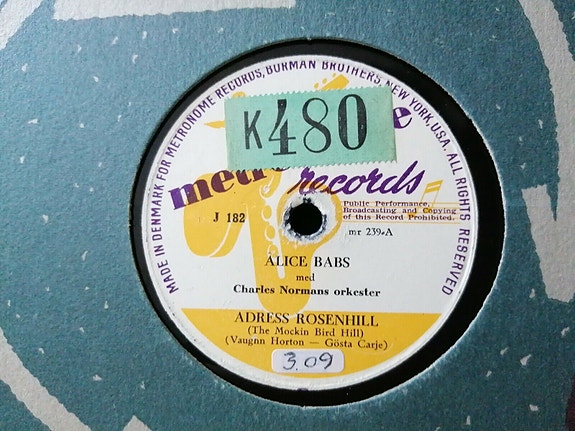 MADE IN DENMARK FOR METRONOME RECORDS, BORMAN BROTHERS, NEW YORK, U.S.A. ALL RIGHTS RESERVED
K480
records
J 182
Public Performance,
Broadcasting and Copying
of this Record Prohibited.
mr 239-A
ALICE BABS
med
Charles Normans orkester
ADRESS ROSENHILL
(The Mockin Bird Hill)
(Vaugnn Horton — Gösta Carje)
3.09